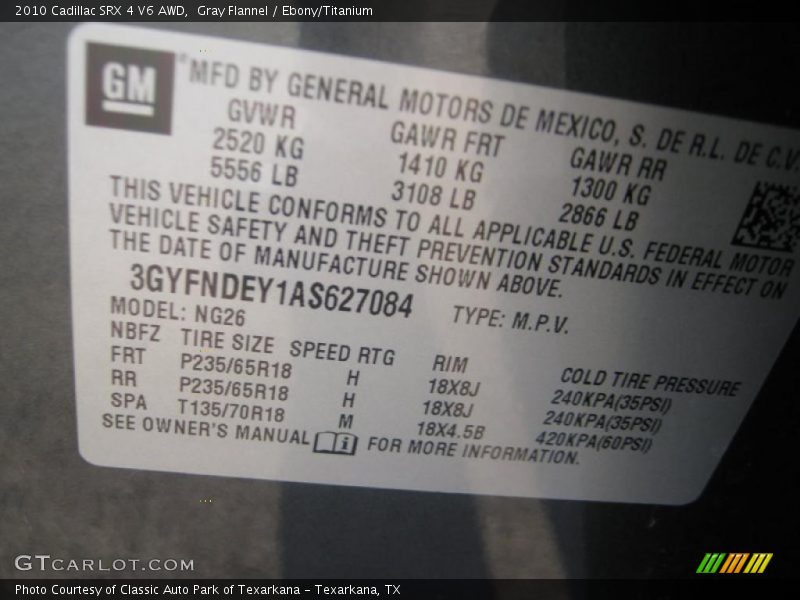 2010 Cadillac SRX 4 V6 AWD, Gray Flannel / Ebony/Titanium
GM
MFD BY GENERAL MOTORS DE MEXICO, S. DE R.L. DE C.V.
GVWR GAWR FRT GAWR RR
2520 KG 1410 KG 1300 KG
5556 LB 3108 LB 2866 LB
THIS VEHICLE CONFORMS TO ALL APPLICABLE U.S. FEDERAL MOTOR
VEHICLE SAFETY AND THEFT PREVENTION STANDARDS IN EFFECT ON
THE DATE OF MANUFACTURE SHOWN ABOVE.
3GYFNDEY1AS627084 TYPE: M.P.V.
MODEL: NG26
NBFZ TIRE SIZE SPEED RTG RIM COLD TIRE PRESSURE
FRT P235/65R18 H 18X8J 240KPA(35PSI)
RR P235/65R18 H 18X8J 240KPA(35PSI)
SPA T135/70R18 M 18X4.5B 420KPA(60PSI)
SEE OWNER'S MANUAL i FOR MORE INFORMATION.
GTCARLOT.COM
Photo Courtesy of Classic Auto Park of Texarkana - Texarkana, TX